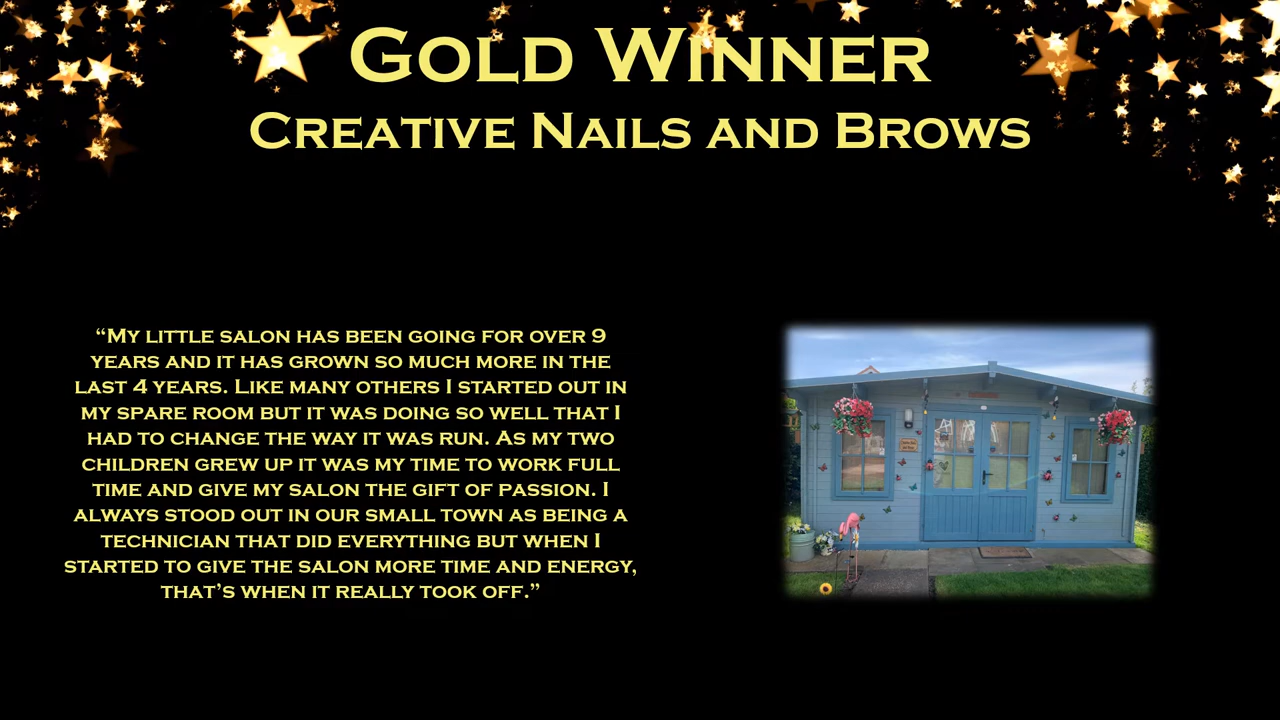 GOLD WINNER
CREATIVE NAILS AND BROWS
“MY LITTLE SALON HAS BEEN GOING FOR OVER 9
YEARS AND IT HAS GROWN SO MUCH MORE IN THE
LAST 4 YEARS. LIKE MANY OTHERS I STARTED OUT IN
MY SPARE ROOM BUT IT WAS DOING SO WELL THAT I
HAD TO CHANGE THE WAY IT WAS RUN. AS MY TWO
CHILDREN GREW UP IT WAS MY TIME TO WORK FULL
TIME AND GIVE MY SALON THE GIFT OF PASSION. I
ALWAYS STOOD OUT IN OUR SMALL TOWN AS BEING A
TECHNICIAN THAT DID EVERYTHING BUT WHEN I
STARTED TO GIVE THE SALON MORE TIME AND ENERGY,
THAT’S WHEN IT REALLY TOOK OFF.”